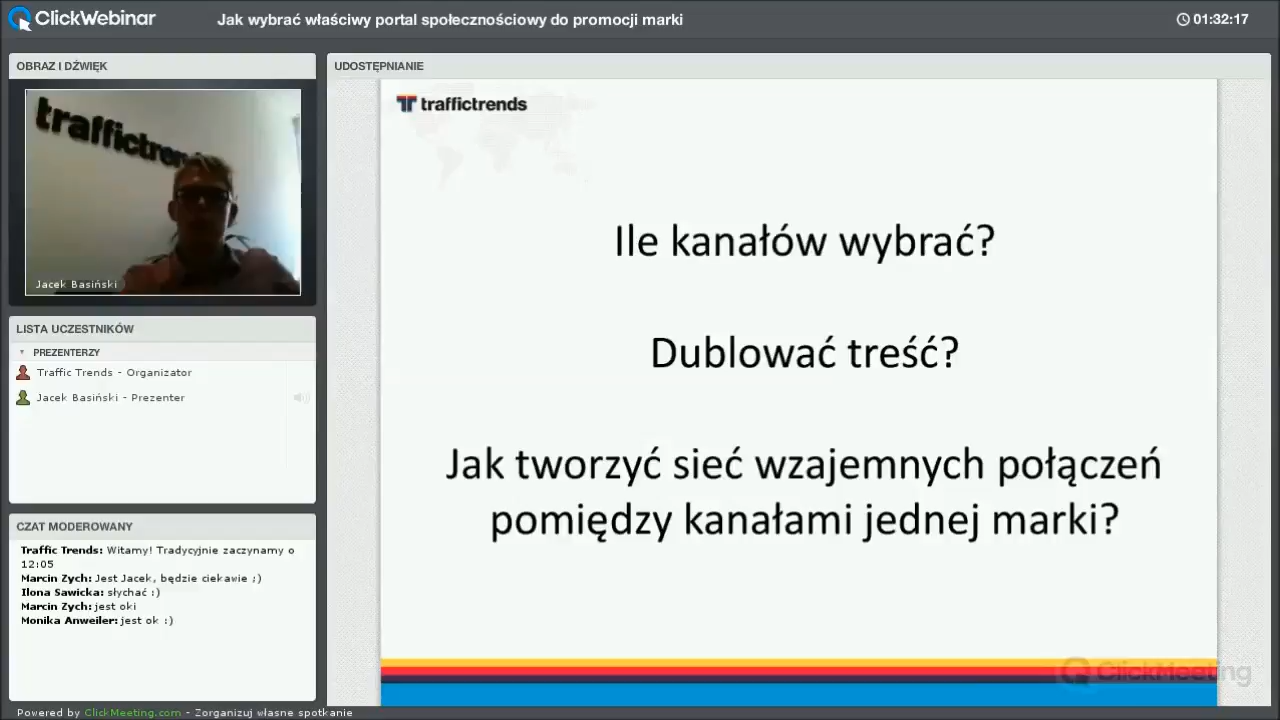 ClickWebinar
Jak wybrać właściwy portal społecznościowy do promocji marki
01:32:17
OBRAZ I DŹWIĘK
traffictrends
Jacek Basiński
LISTA UCZESTNIKÓW
PREZENTERZY
Traffic Trends - Organizator
Jacek Basiński - Prezenter
CZAT MODEROWANY
Traffic Trends: Witamy! Tradycyjnie zaczynamy o
12:05
Marcin Zych: Jest Jacek, będzie ciekawie ;)
Ilona Sawicka: słychać :)
Marcin Zych: jest oki
Monika Anweiler: jest ok :)
UDOSTĘPNIANIE
traffictrends
Ile kanałów wybrać?
Dublować treść?
Jak tworzyć sieć wzajemnych połączeń
pomiędzy kanałami jednej marki?
ClickMeeting
Powered by ClickMeeting.com - Zorganizuj własne spotkanie